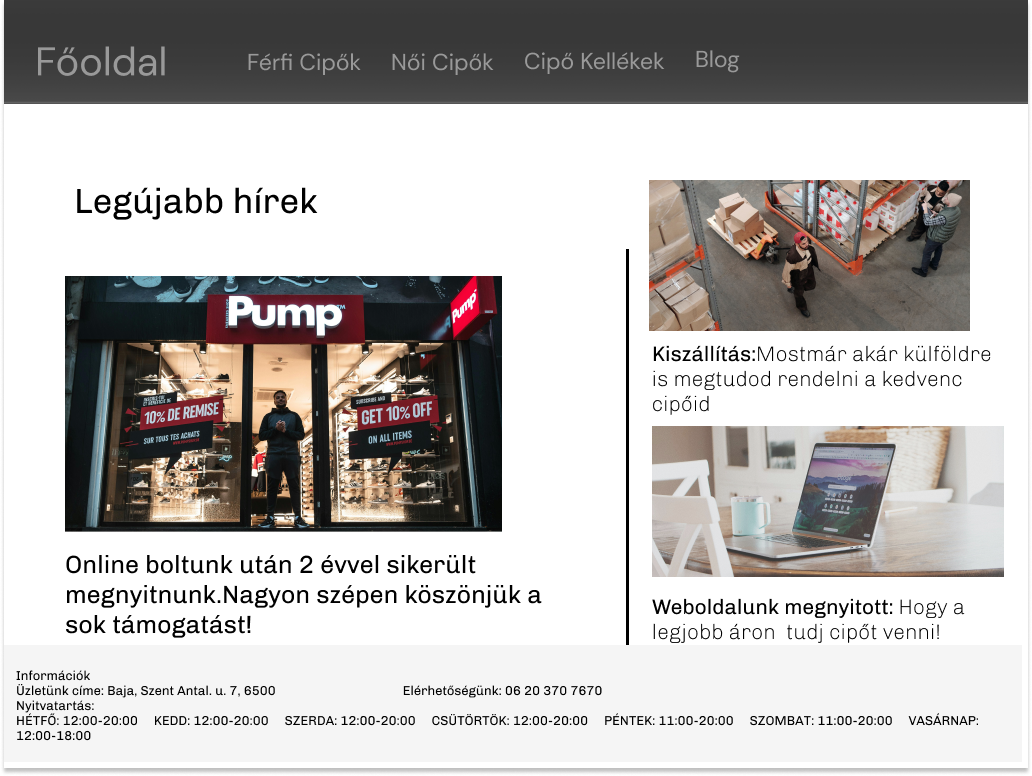 Főoldal
Férfi Cipők Női Cipők Cipő Kellékek Blog
Legújabb hírek
Pump™
Pump
10% DE REMISE
SUR TOUS TES ACHATS
SUBSCRIBE AND
GET 10% OFF
ON ALL ITEMS
Online boltunk után 2 évvel sikerült
megnyitnunk.Nagyon szépen köszönjük a
sok támogatást!
Kiszállítás:Mostmár akár külföldre
is megtudod rendelni a kedvenc
cipőid
Weboldalunk megnyitott: Hogy a
legjobb áron tudj cipőt venni!
Információk
Üzletünk címe: Baja, Szent Antal. u. 7, 6500 Elérhetőségünk: 06 20 370 7670
Nyitvatartás:
HÉTFŐ: 12:00-20:00 KEDD: 12:00-20:00 SZERDA: 12:00-20:00 CSÜTÖRTÖK: 12:00-20:00 PÉNTEK: 11:00-20:00 SZOMBAT: 11:00-20:00 VASÁRNAP:
12:00-18:00